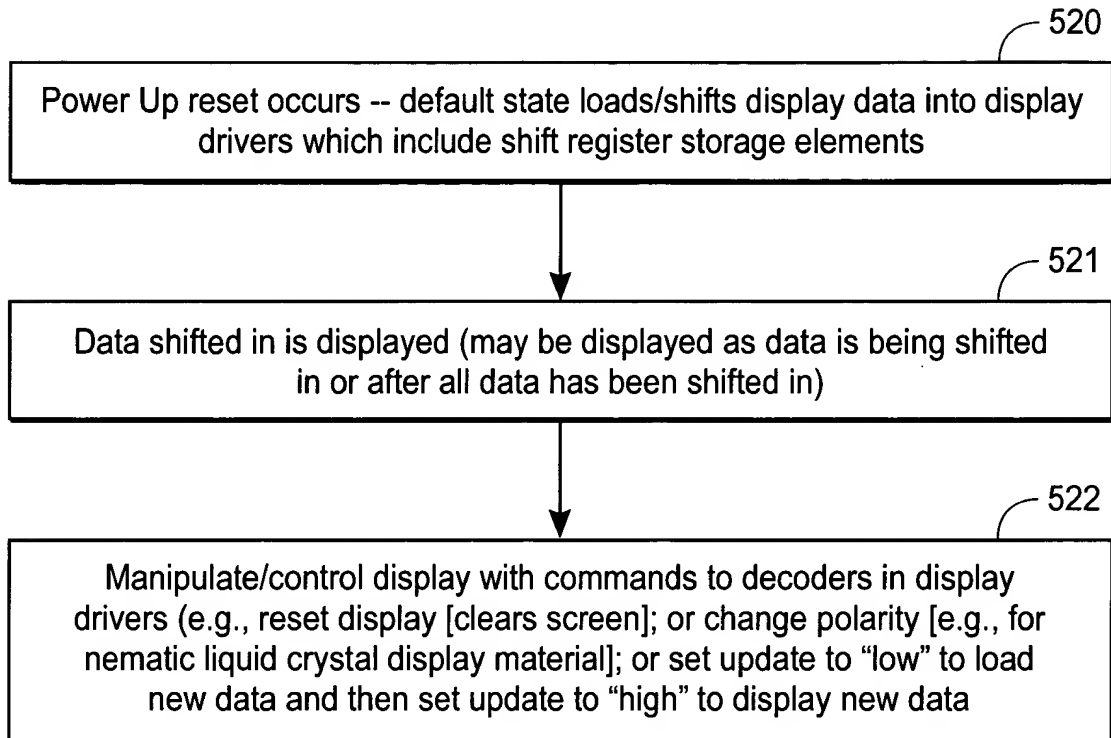 520
Power Up reset occurs -- default state loads/shifts display data into display
drivers which include shift register storage elements
521
Data shifted in is displayed (may be displayed as data is being shifted
in or after all data has been shifted in)
522
Manipulate/control display with commands to decoders in display
drivers (e.g., reset display [clears screen]; or change polarity [e.g., for
nematic liquid crystal display material]; or set update to “low” to load
new data and then set update to “high” to display new data